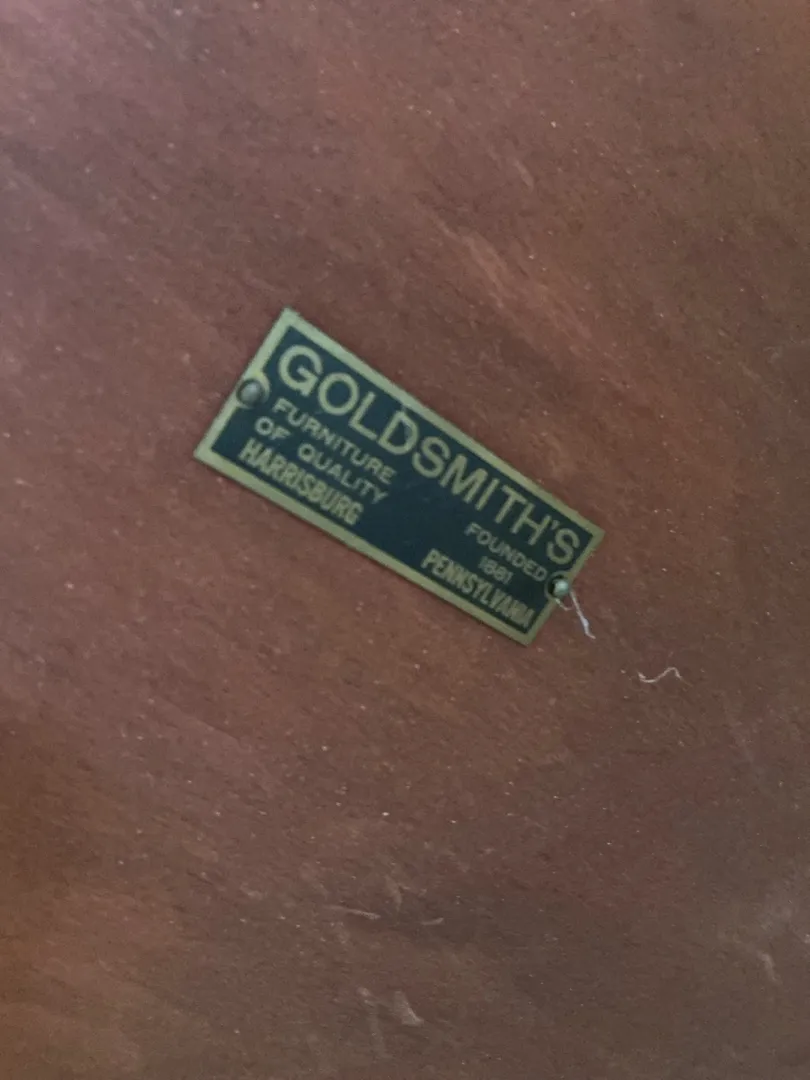 GOLDSMITH'S
FURNITURE
OF QUALITY
HARRISBURG
FOUNDED
1881
PENNSYLVANIA